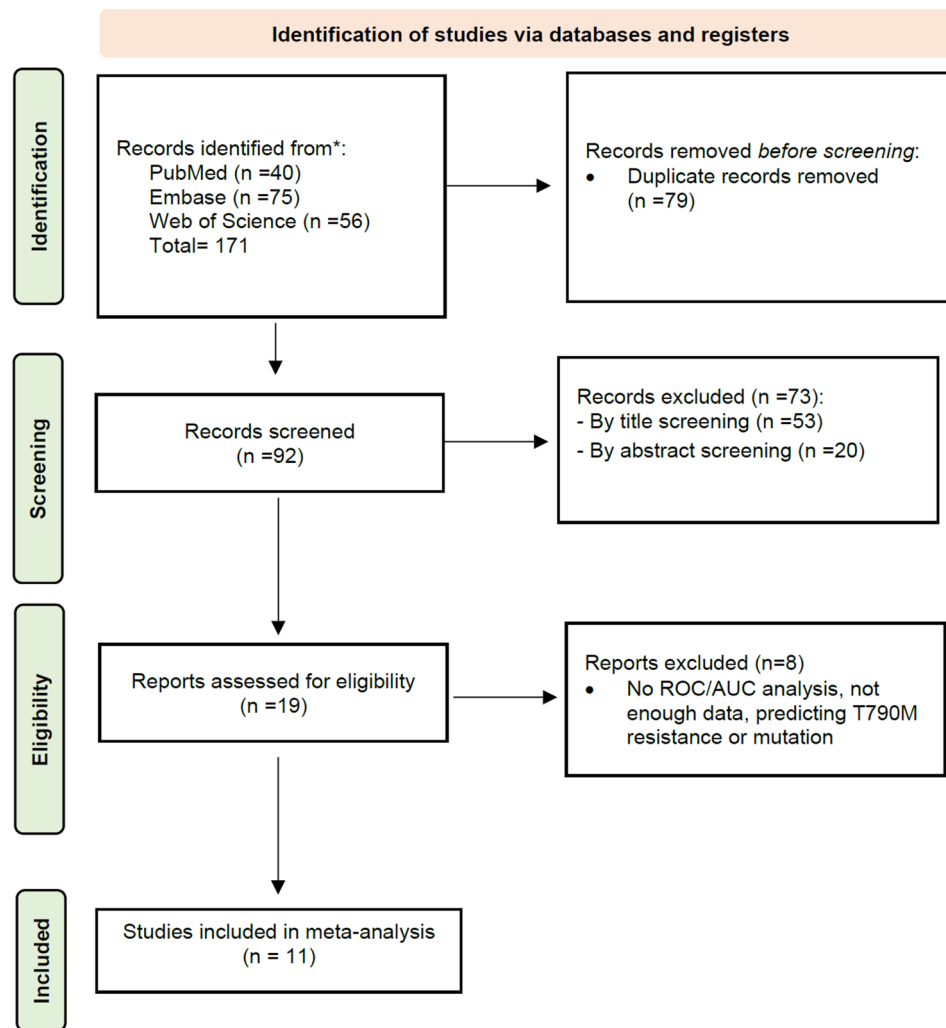 Identification of studies via databases and registers
Identification
Records identified from*:
PubMed (n =40)
Embase (n =75)
Web of Science (n =56)
Total= 171
Records removed before screening:
• Duplicate records removed
(n =79)
Screening
Records screened
(n =92)
Records excluded (n =73):
- By title screening (n =53)
- By abstract screening (n =20)
Eligibility
Reports assessed for eligibility
(n =19)
Reports excluded (n=8)
• No ROC/AUC analysis, not
enough data, predicting T790M
resistance or mutation
Included
Studies included in meta-analysis
(n = 11)